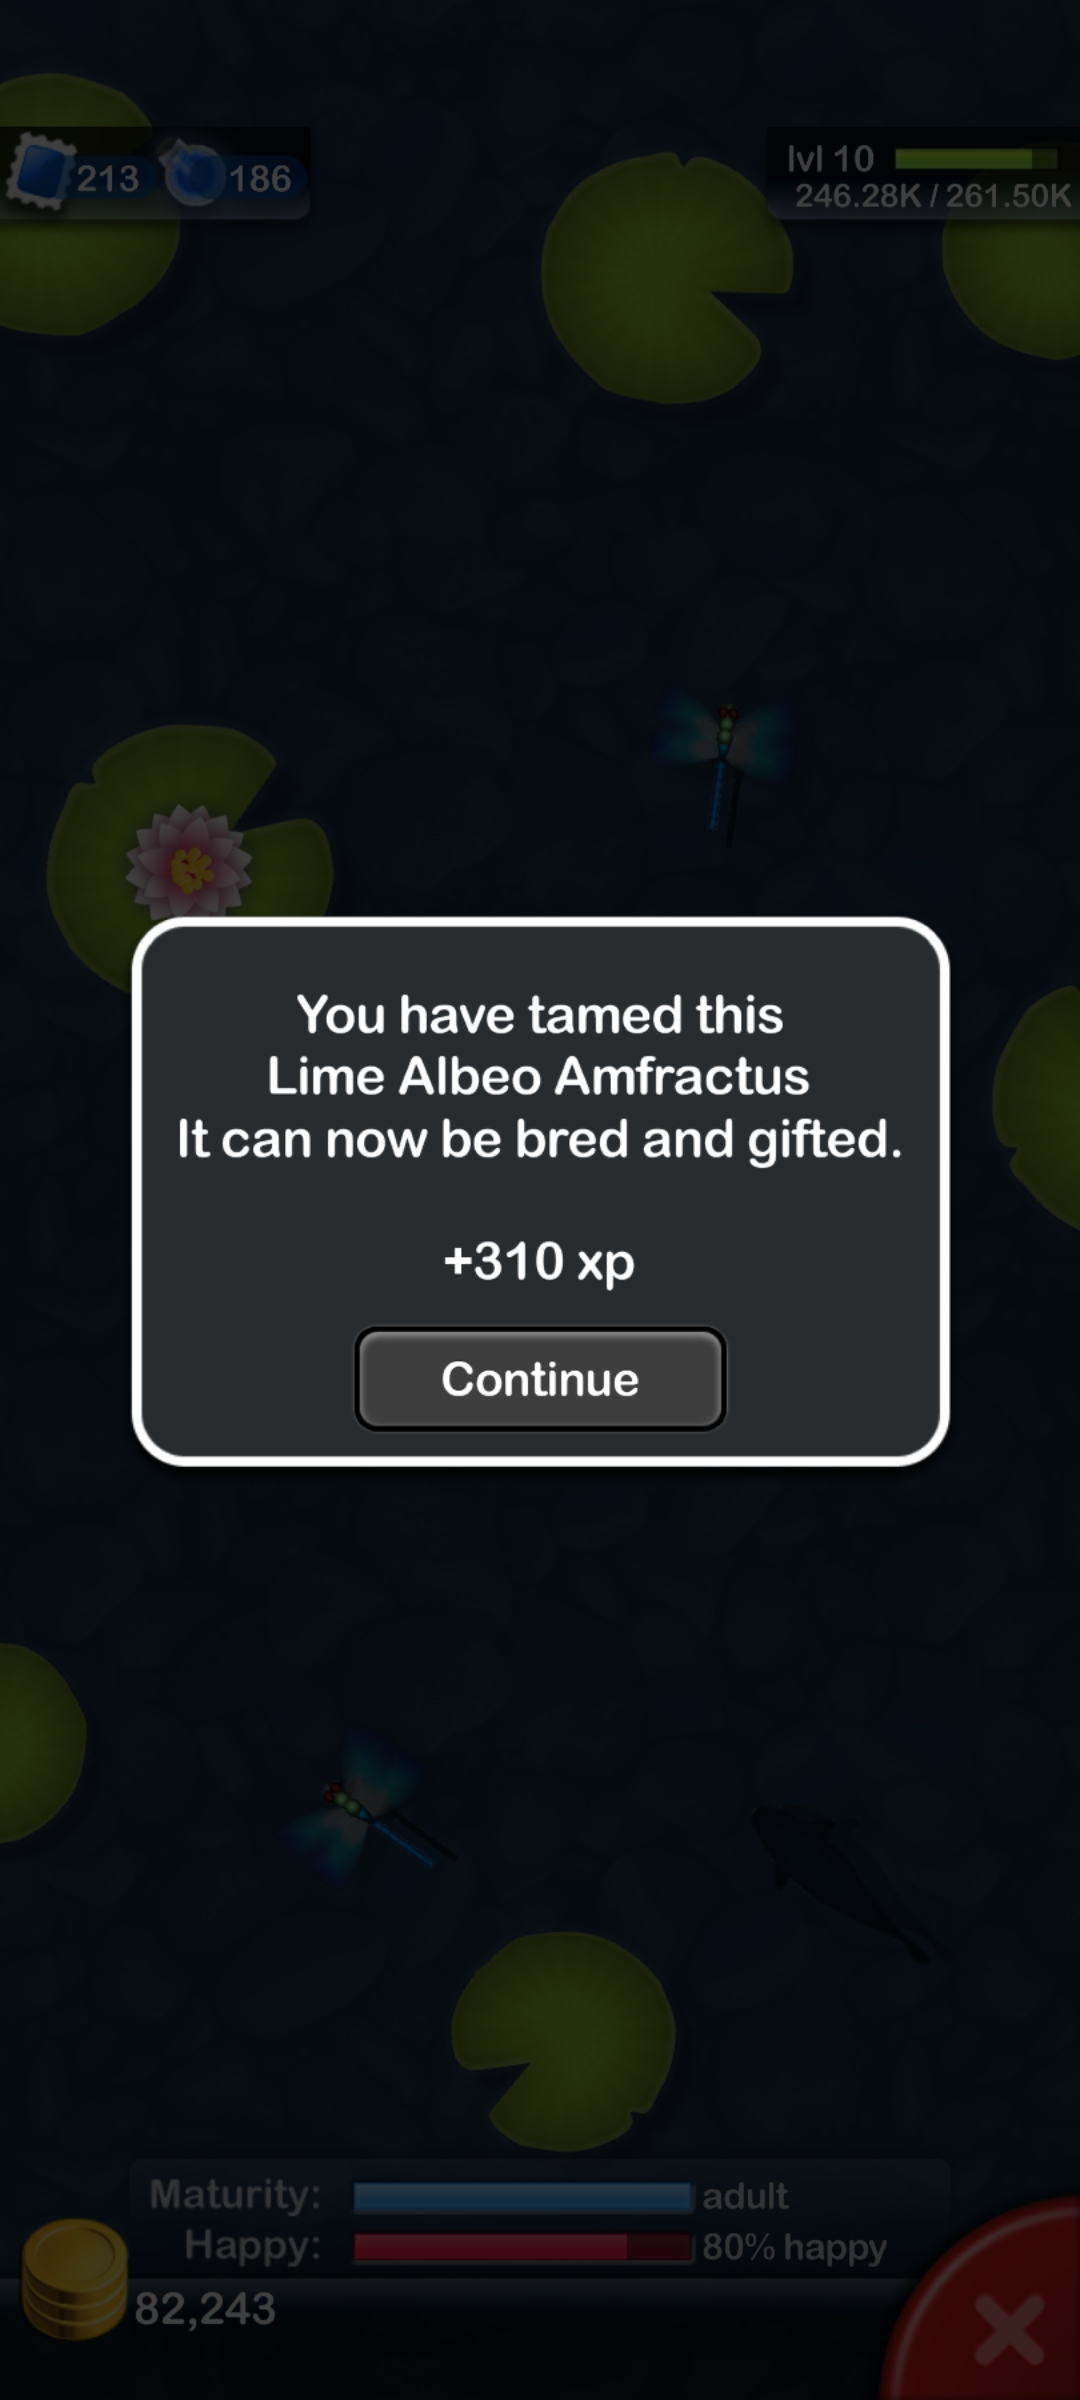 213
186
lvl 10
246.28K / 261.50K
You have tamed this
Lime Albeo Amfractus
It can now be bred and gifted.
+310 xp
Continue
Maturity: adult
Happy: 80% happy
82,243